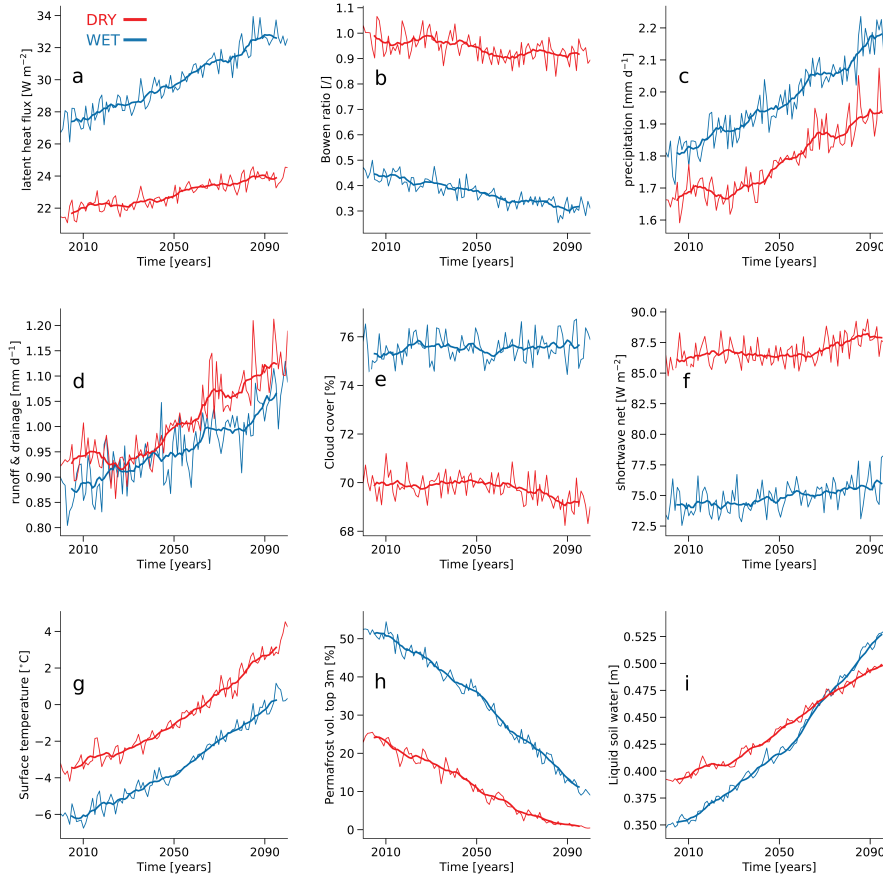 DRY
WET
a
latent heat flux [W m⁻²]
34
32
30
28
26
24
22
2010 2050 2090
Time [years]
b
Bowen ratio [/]
1.1
1.0
0.9
0.8
0.7
0.6
0.5
0.4
0.3
2010 2050 2090
Time [years]
c
precipitation [mm d⁻¹]
2.2
2.1
2.0
1.9
1.8
1.7
1.6
2010 2050 2090
Time [years]
d
runoff & drainage [mm d⁻¹]
1.20
1.15
1.10
1.05
1.00
0.95
0.90
0.85
0.80
2010 2050 2090
Time [years]
e
Cloud cover [%]
76
75
72
70
68
2010 2050 2090
Time [years]
f
shortwave net [W m⁻²]
90.0
87.5
85.0
82.5
80.0
77.5
75.0
72.5
2010 2050 2090
Time [years]
g
Surface temperature [°C]
4
2
0
−2
−4
−6
2010 2050 2090
Time [years]
h
Permafrost vol. top 3m [%]
50
40
30
20
10
0
2010 2050 2090
Time [years]
i
Liquid soil water [m]
0.525
0.500
0.475
0.450
0.425
0.400
0.375
0.350
2010 2050 2090
Time [years]